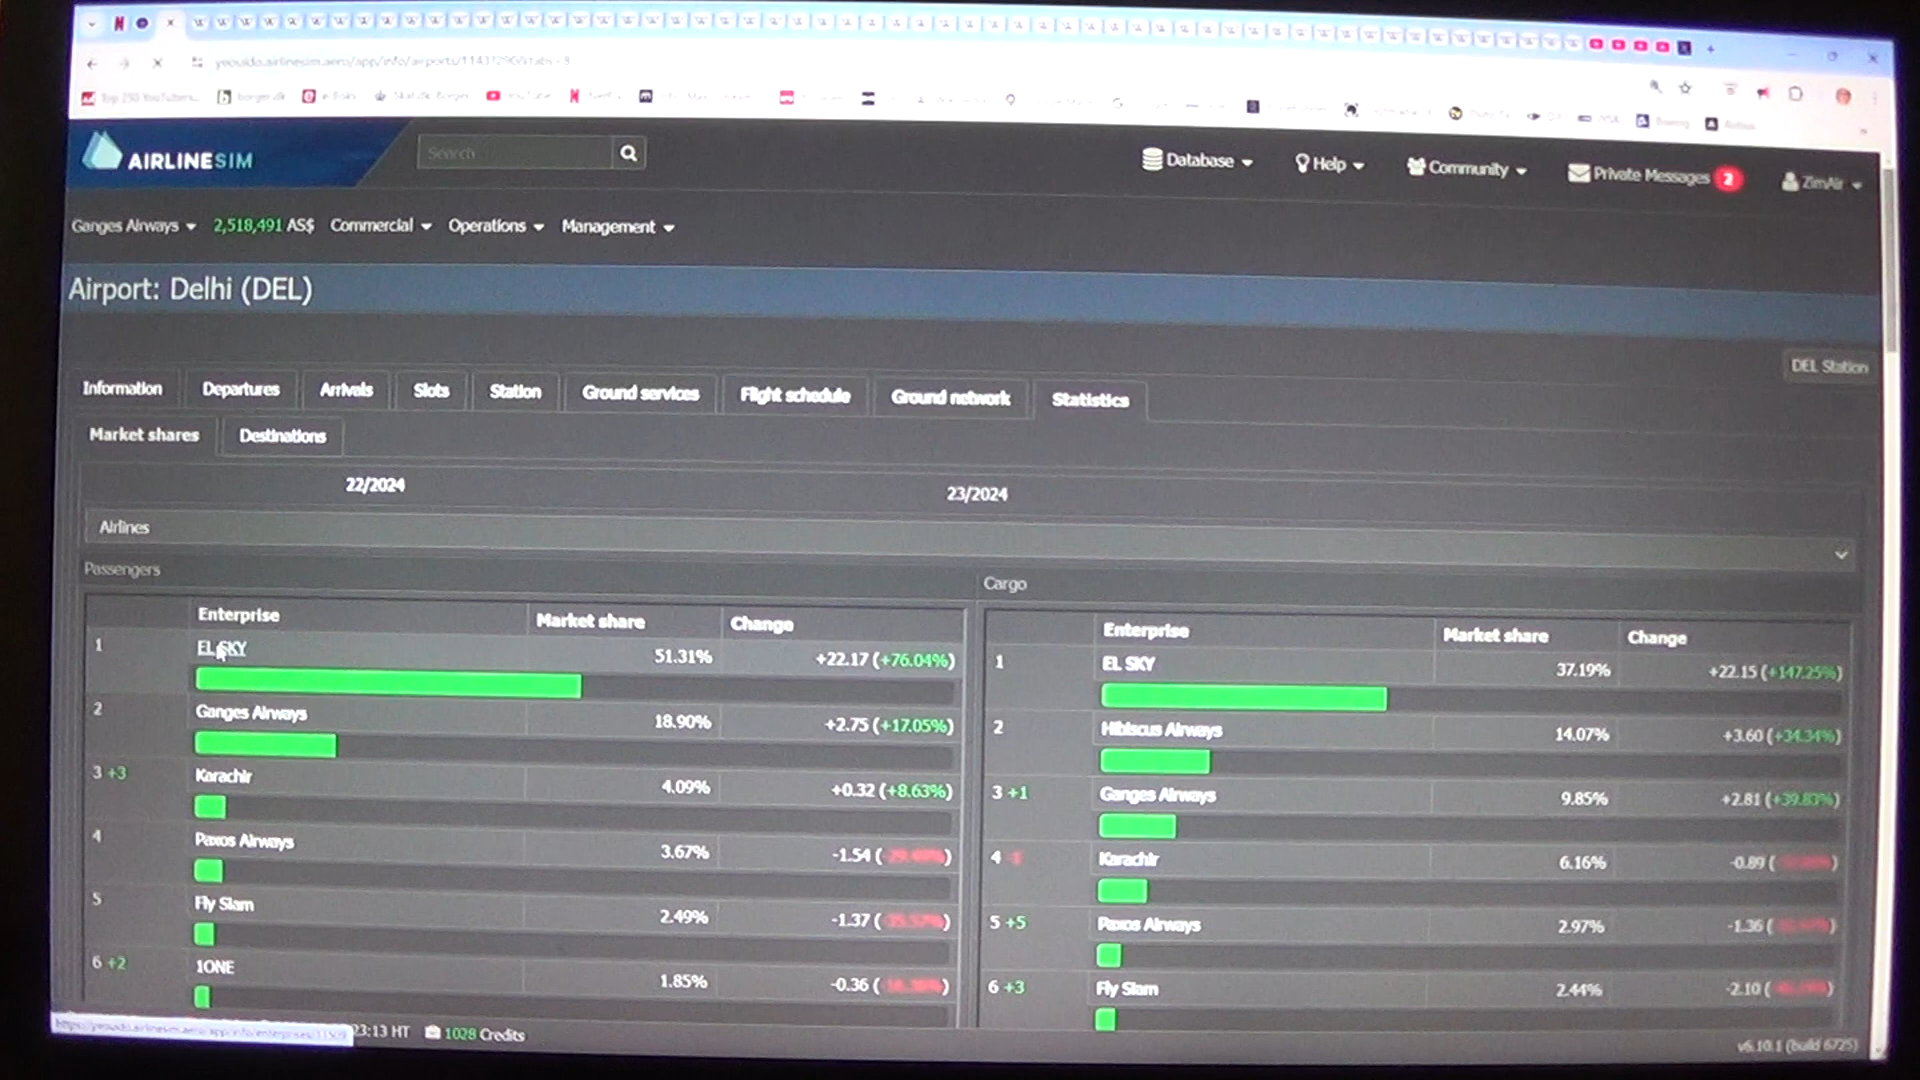 AIRLINESIM
Search
Database
Help
Community
Private Messages 2
ZimAir
Ganges Airways 2,518,491 AS$ Commercial Operations Management
Airport: Delhi (DEL)
DEL Station
Information Departures Arrivals Slots Station Ground services Flight schedule Ground network Statistics
Market shares Destinations
22/2024 23/2024
Airlines
Passengers
Enterprise Market share Change
1 EL SKY 51.31% +22.17 (+76.04%)
2 Ganges Airways 18.90% +2.75 (+17.05%)
3 +3 Karachir 4.09% +0.32 (+8.63%)
4 Paxos Airways 3.67% -1.54
5 Fly Siam 2.49% -1.37
6 +2 1ONE 1.85% -0.36
Cargo
Enterprise Market share Change
1 EL SKY 37.19% +22.15 (+147.25%)
2 Hibiscus Airways 14.07% +3.60 (+34.34%)
3 +1 Ganges Airways 9.85% +2.81 (+39.83%)
4 Karachir 6.16% -0.89
5 +5 Paxos Airways 2.97% -1.36
6 +3 Fly Siam 2.44% -2.10
23:13 HT 1028 Credits
v6.10.1 (build 6725)